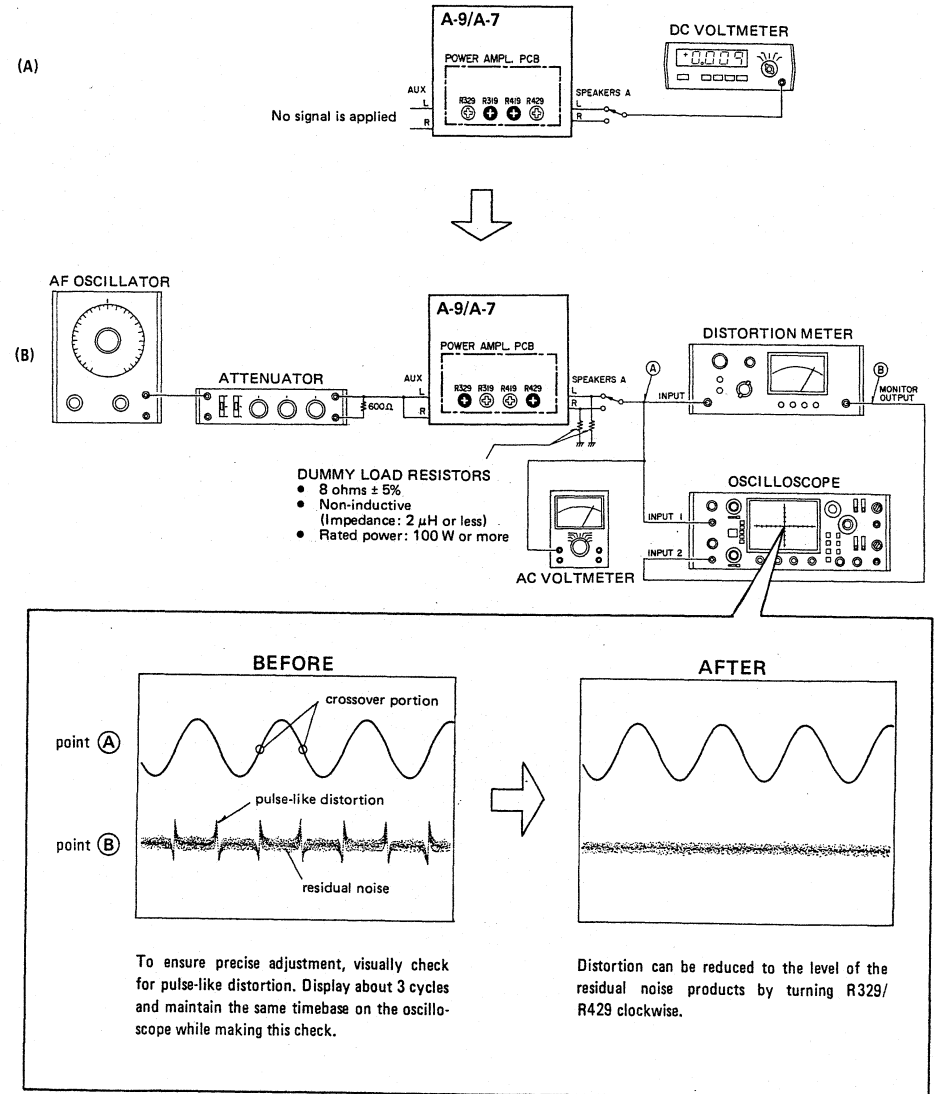 (A)
A-9/A-7
DC VOLTMETER
+0.009
POWER AMPL. PCB
AUX
L
R
R329 R319 R419 R429
SPEAKERS A
L
R
No signal is applied
(B)
AF OSCILLATOR
ATTENUATOR
600Ω
AUX
L
R
A-9/A-7
POWER AMPL. PCB
R329 R319 R419 R429
SPEAKERS A
L
R
DISTORTION METER
A
INPUT
B
MONITOR
OUTPUT
DUMMY LOAD RESISTORS
• 8 ohms ± 5%
• Non-inductive
(Impedance: 2 μH or less)
• Rated power: 100 W or more
AC VOLTMETER
OSCILLOSCOPE
INPUT 1
INPUT 2
BEFORE
crossover portion
point A
pulse-like distortion
point B
residual noise
To ensure precise adjustment, visually check
for pulse-like distortion. Display about 3 cycles
and maintain the same timebase on the oscillo-
scope while making this check.
AFTER
Distortion can be reduced to the level of the
residual noise products by turning R329/
R429 clockwise.